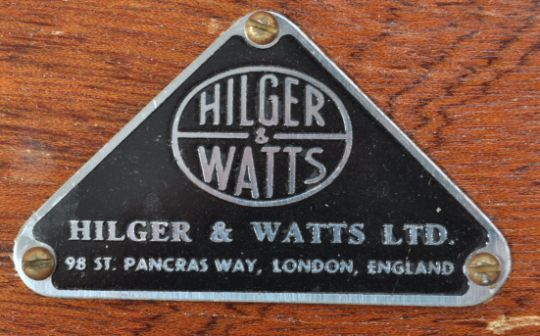 HILGER
&
WATTS
HILGER & WATTS LTD.
98 ST. PANCRAS WAY, LONDON, ENGLAND